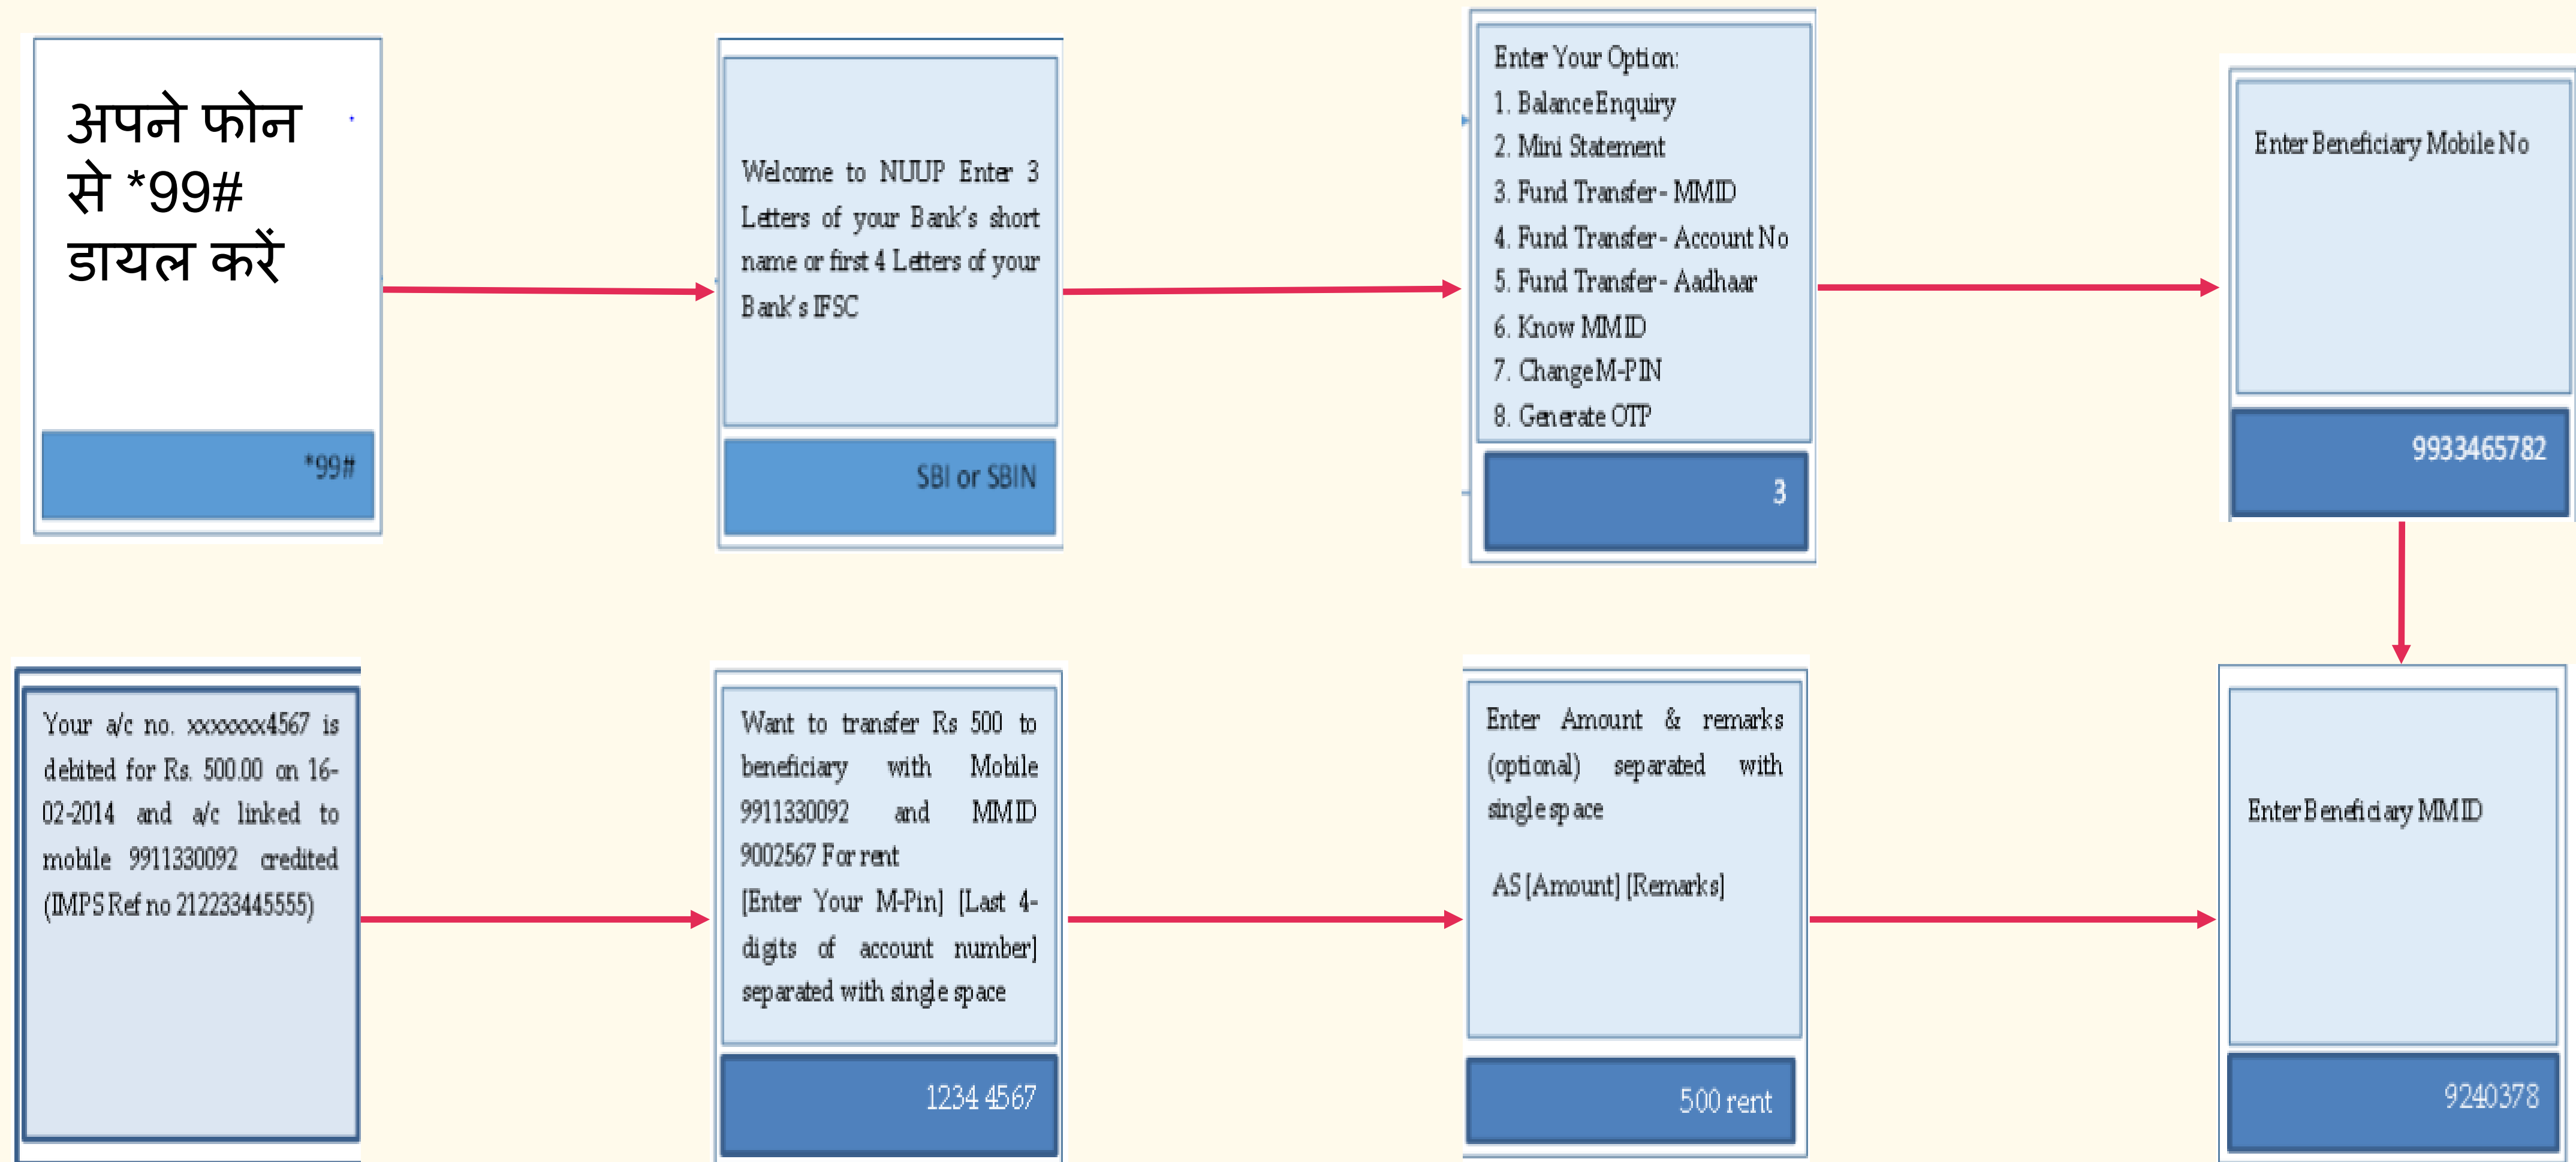 अपने फोन
से *99#
डायल करें
*99#
Welcome to NUUP Enter 3
Letters of your Bank's short
name or first 4 Letters of your
Bank's IFSC
SBI or SBIN
Enter Your Option:
1. Balance Enquiry
2. Mini Statement
3. Fund Transfer- MMID
4. Fund Transfer- Account No
5. Fund Transfer- Aadhaar
6. Know MMID
7. Change M-PIN
8. Generate OTP
3
Enter Beneficiary Mobile No
9933465782
Your a/c no. xxxxxxx4567 is
debited for Rs. 500.00 on 16-
02-2014 and a/c linked to
mobile 9911330092 credited
(IMPS Ref no 212233445555)
Want to transfer Rs 500 to
beneficiary with Mobile
9911330092 and MMID
9002567 For rent
[Enter Your M-Pin] [Last 4-
digits of account number]
separated with single space
1234 4567
Enter Amount & remarks
(optional) separated with
single space
AS [Amount] [Remarks]
500 rent
Enter Beneficiary MMID
9240378